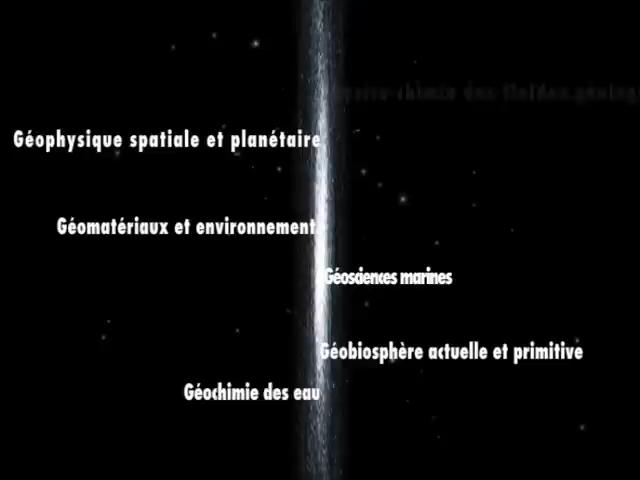 Géophysique spatiale et planétaire
Géomatériaux et environnement
Géosciences marines
Géobiosphère actuelle et primitive
Géochimie des eau